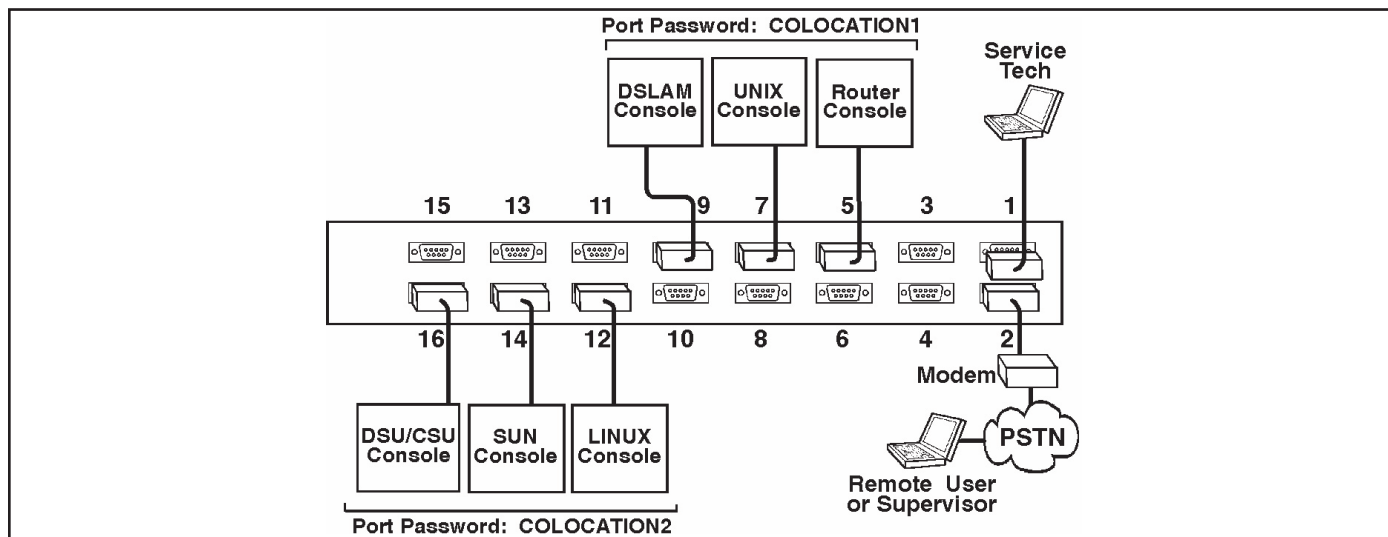 Port Password: COLOCATION1
Service
Tech
DSLAM
Console
UNIX
Console
Router
Console
15 13 11 9 7 5 3 1
16 14 12 10 8 6 4 2
Modem
DSU/CSU
Console
SUN
Console
LINUX
Console
PSTN
Remote User
or Supervisor
Port Password: COLOCATION2